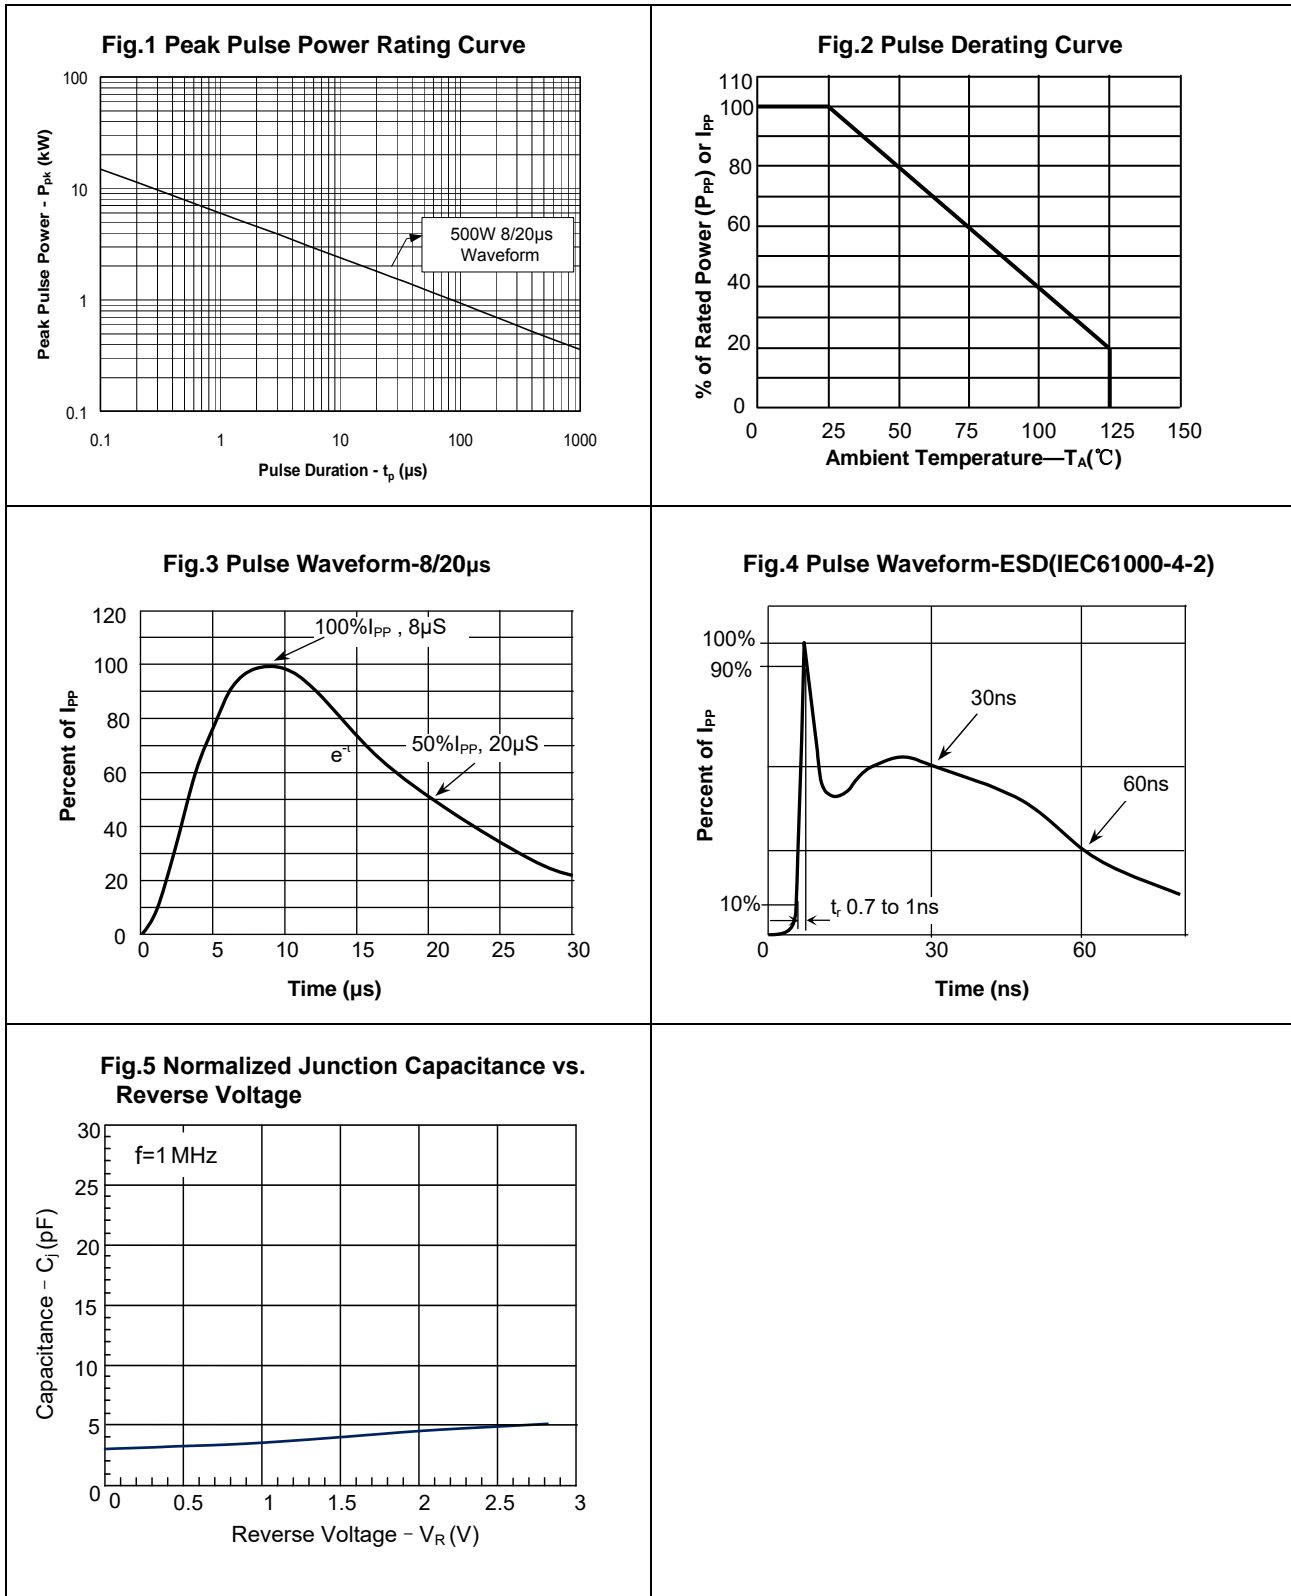 Fig.1 Peak Pulse Power Rating Curve
Peak Pulse Power - Ppk (kW)
100
10
1
0.1
500W 8/20µs
Waveform
0.1 1 10 100 1000
Pulse Duration - tp (µs)
Fig.2 Pulse Derating Curve
% of Rated Power (PPP) or IPP
110
100
80
60
40
20
0
0 25 50 75 100 125 150
Ambient Temperature—TA(℃)
Fig.3 Pulse Waveform-8/20µs
Percent of IPP
120
100
80
60
40
20
0
100%IPP , 8µS
e-t
50%IPP, 20µS
0 5 10 15 20 25 30
Time (µs)
Fig.4 Pulse Waveform-ESD(IEC61000-4-2)
Percent of IPP
100%
90%
10%
30ns
60ns
tr 0.7 to 1ns
0 30 60
Time (ns)
Fig.5 Normalized Junction Capacitance vs.
Reverse Voltage
Capacitance - Cj (pF)
30
25
20
15
10
5
0
f=1 MHz
0 0.5 1 1.5 2 2.5 3
Reverse Voltage - VR (V)